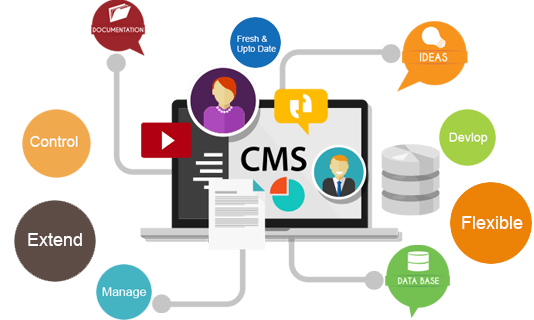 DOCUMENTATION
Fresh &
Upto Date
IDEAS
Control
CMS
Devlop
Extend
Flexible
Manage
DATA BASE